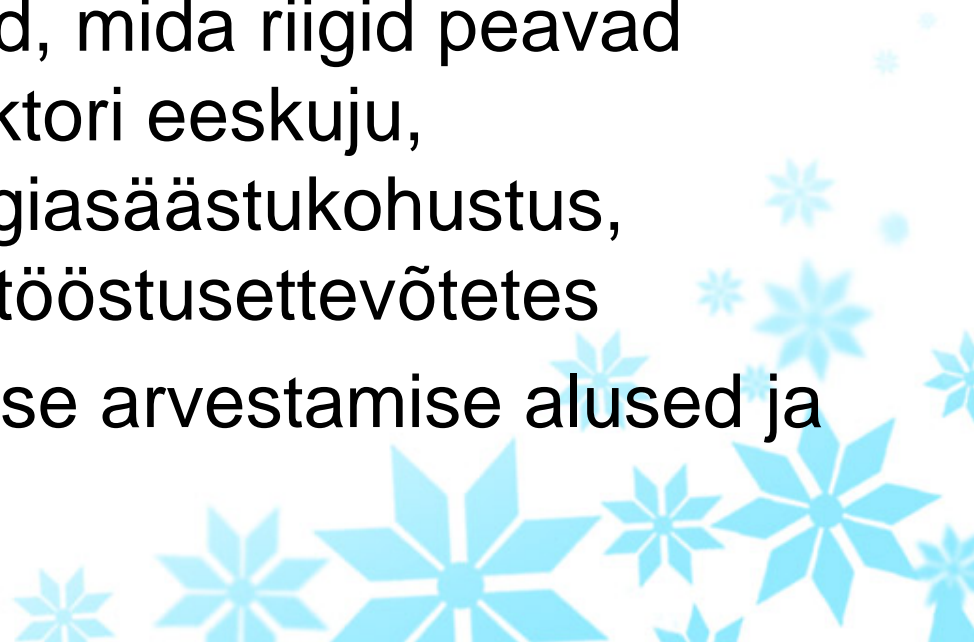 d, mida riigid peavad
ktori eeskuju,
giasäästukohustus,
tööstusettevõtetes
se arvestamise alused ja